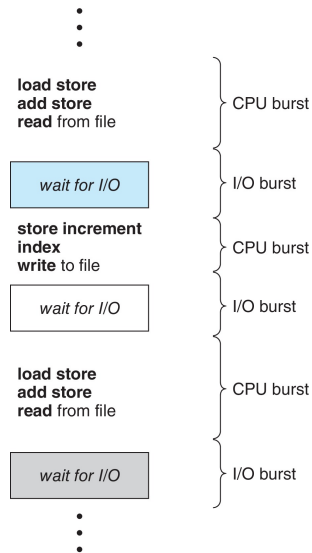 load store
add store
read from file
CPU burst
wait for I/O
I/O burst
store increment
index
write to file
CPU burst
wait for I/O
I/O burst
load store
add store
read from file
CPU burst
wait for I/O
I/O burst